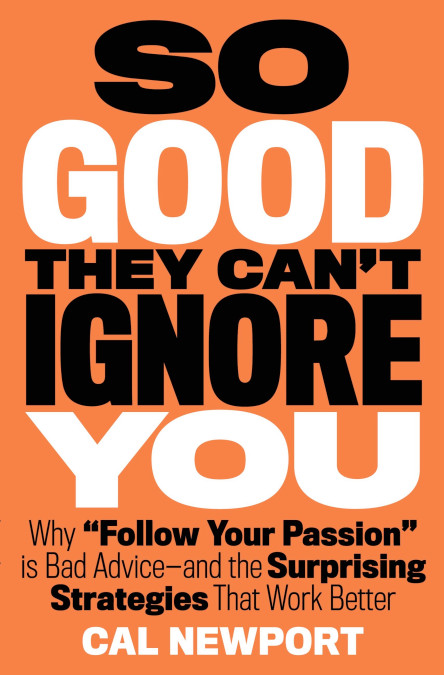 SO
GOOD
THEY CAN'T
IGNORE
YOU
Why “Follow Your Passion”
is Bad Advice—and the Surprising
Strategies That Work Better
CAL NEWPORT